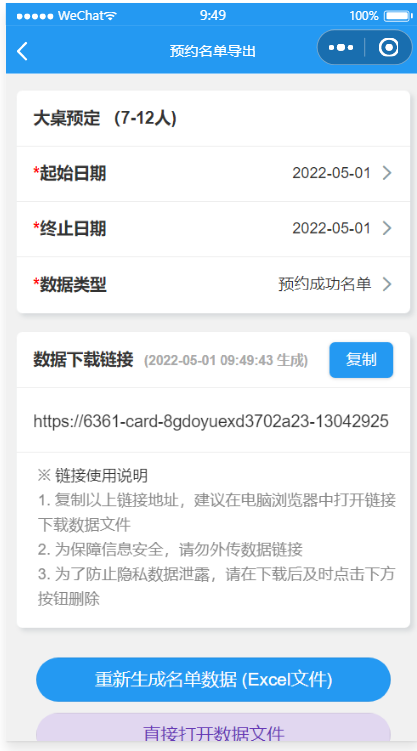 WeChat
9:49
100%
预约名单导出
大桌预定 (7-12人)
*起始日期 2022-05-01
*终止日期 2022-05-01
*数据类型 预约成功名单
数据下载链接 (2022-05-01 09:49:43 生成) 复制
https://6361-card-8gdoyuexd3702a23-13042925
※ 链接使用说明
1. 复制以上链接地址，建议在电脑浏览器中打开链接
下载数据文件
2. 为保障信息安全，请勿外传数据链接
3. 为了防止隐私数据泄露，请在下载后及时点击下方
按钮删除
重新生成名单数据 (Excel文件)
直接打开数据文件